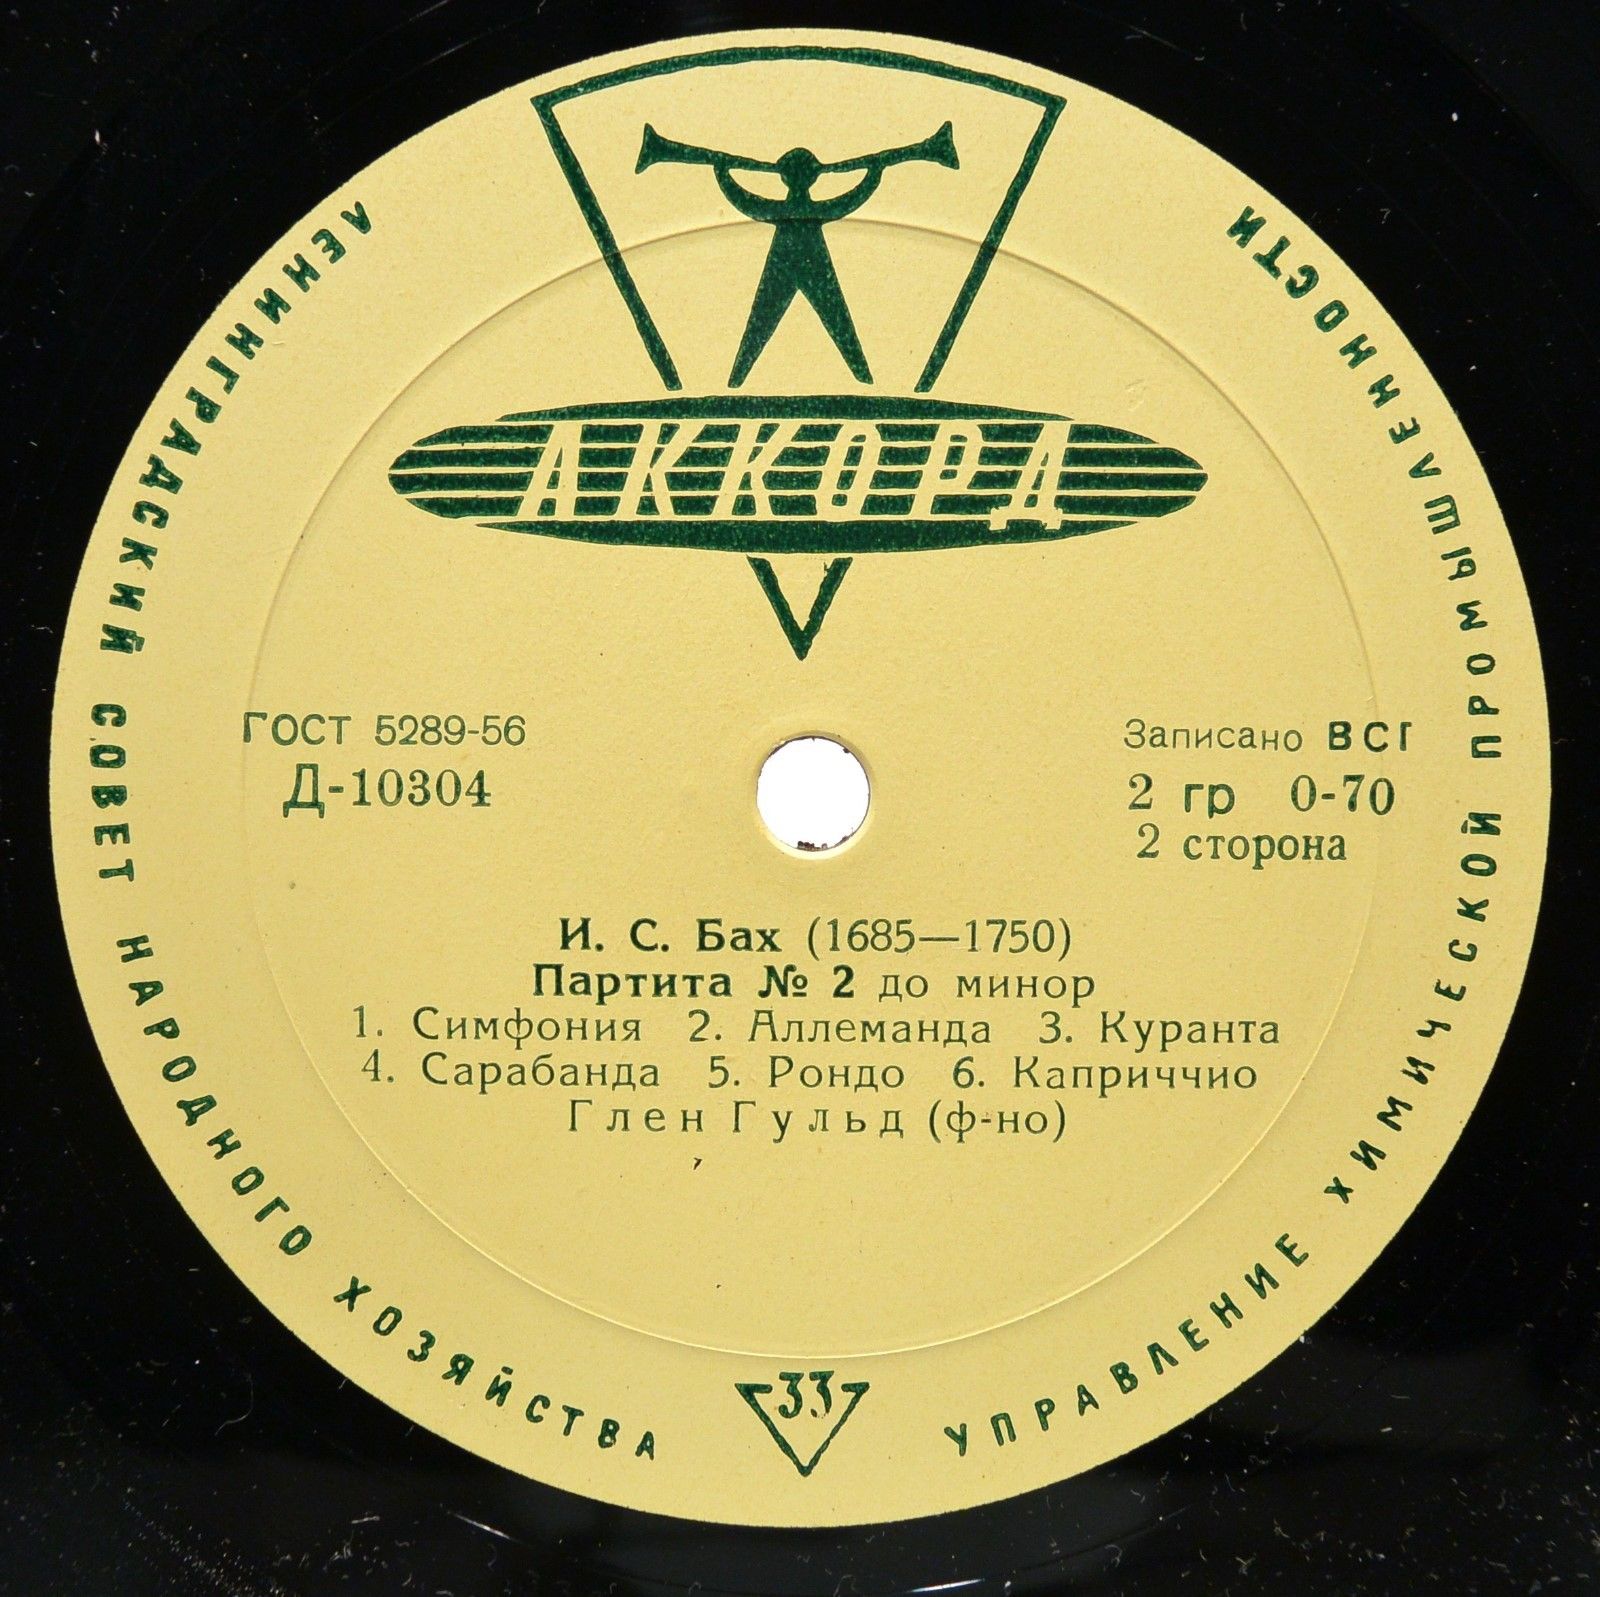 ЛЕНИНГРАДСКИЙ СОВЕТ НАРОДНОГО ХОЗЯЙСТВА
УПРАВЛЕНИЕ ХИМИЧЕСКОЙ ПРОМЫШЛЕННОСТИ
АККОРД
ГОСТ 5289-56
Д-10304
Записано ВСГ
2 гр 0-70
2 сторона
И. С. Бах (1685—1750)
Партита № 2 до минор
1. Симфония 2. Аллеманда 3. Куранта
4. Сарабанда 5. Рондо 6. Каприччио
Глен Гульд (ф-но)
33